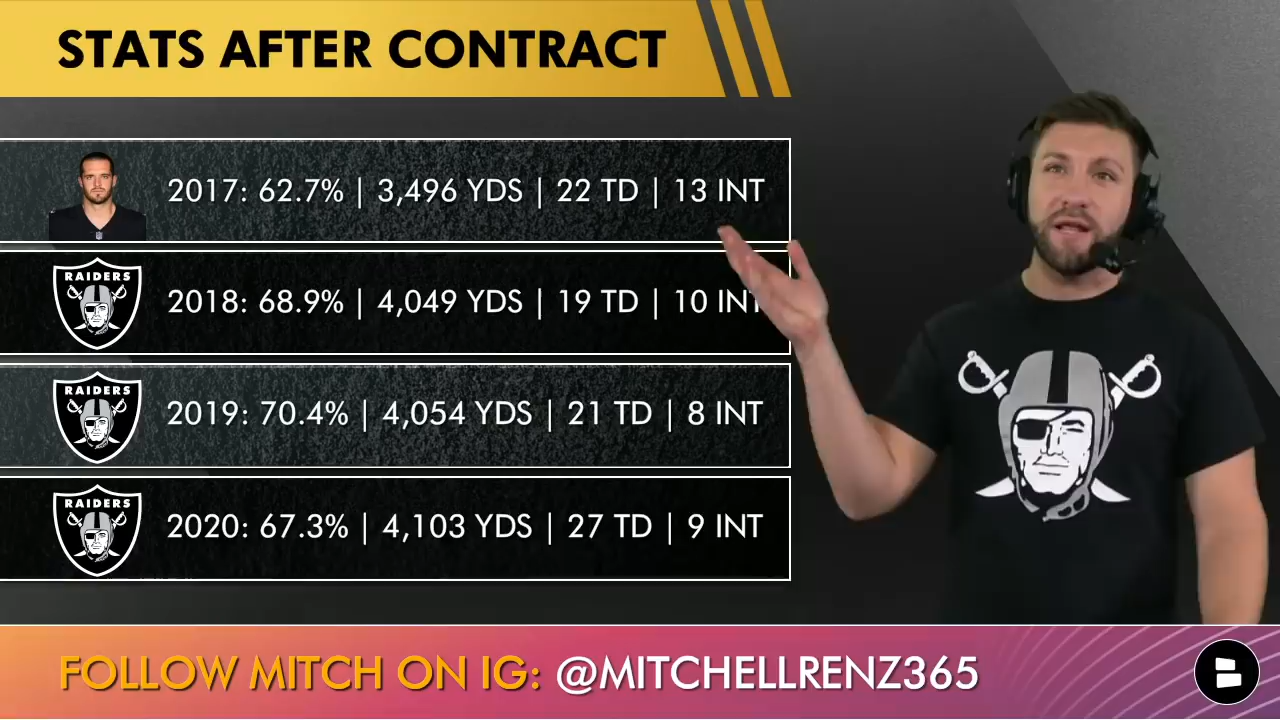 STATS AFTER CONTRACT
2017: 62.7% | 3,496 YDS | 22 TD | 13 INT
RAIDERS
2018: 68.9% | 4,049 YDS | 19 TD | 10 INT
RAIDERS
2019: 70.4% | 4,054 YDS | 21 TD | 8 INT
RAIDERS
2020: 67.3% | 4,103 YDS | 27 TD | 9 INT
FOLLOW MITCH ON IG: @MITCHELLRENZ365